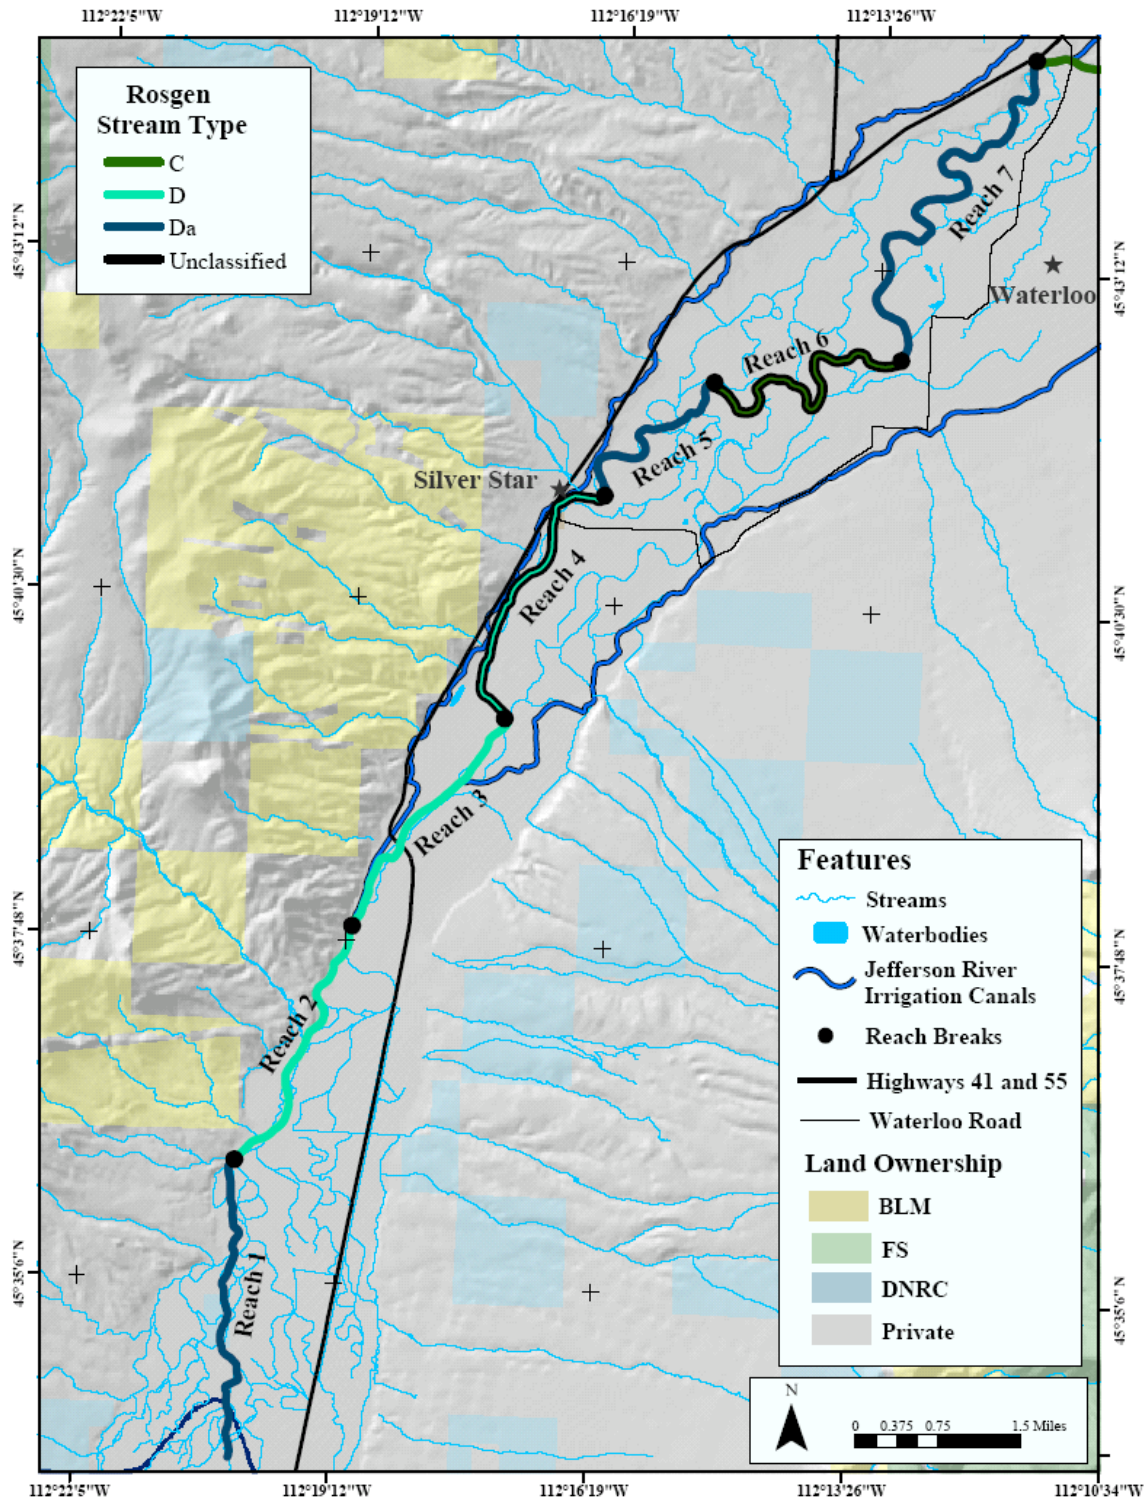 112°22'5"W 112°19'12"W 112°16'19"W 112°13'26"W
Rosgen
Stream Type
C
D
Da
Unclassified
45°43'12"N
45°43'12"N
Reach 7
Waterloo
Reach 6
Reach 5
Silver Star
Reach 4
45°40'30"N
45°40'30"N
Reach 3
Features
Streams
Waterbodies
Jefferson River
Irrigation Canals
Reach Breaks
Highways 41 and 55
Waterloo Road
Land Ownership
BLM
FS
DNRC
Private
45°37'48"N
45°37'48"N
Reach 2
Reach 1
45°35'6"N
45°35'6"N
N
0 0.375 0.75 1.5 Miles
112°22'5"W 112°19'12"W 112°16'19"W 112°13'26"W 112°10'34"W